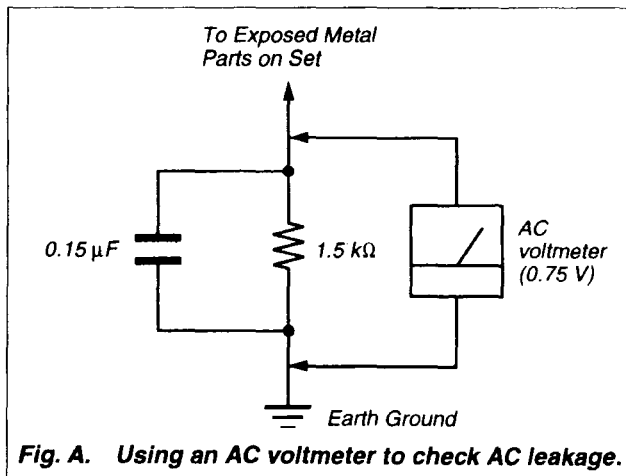 To Exposed Metal
Parts on Set
0.15 µF
1.5 kΩ
AC
voltmeter
(0.75 V)
Earth Ground
Fig. A. Using an AC voltmeter to check AC leakage.